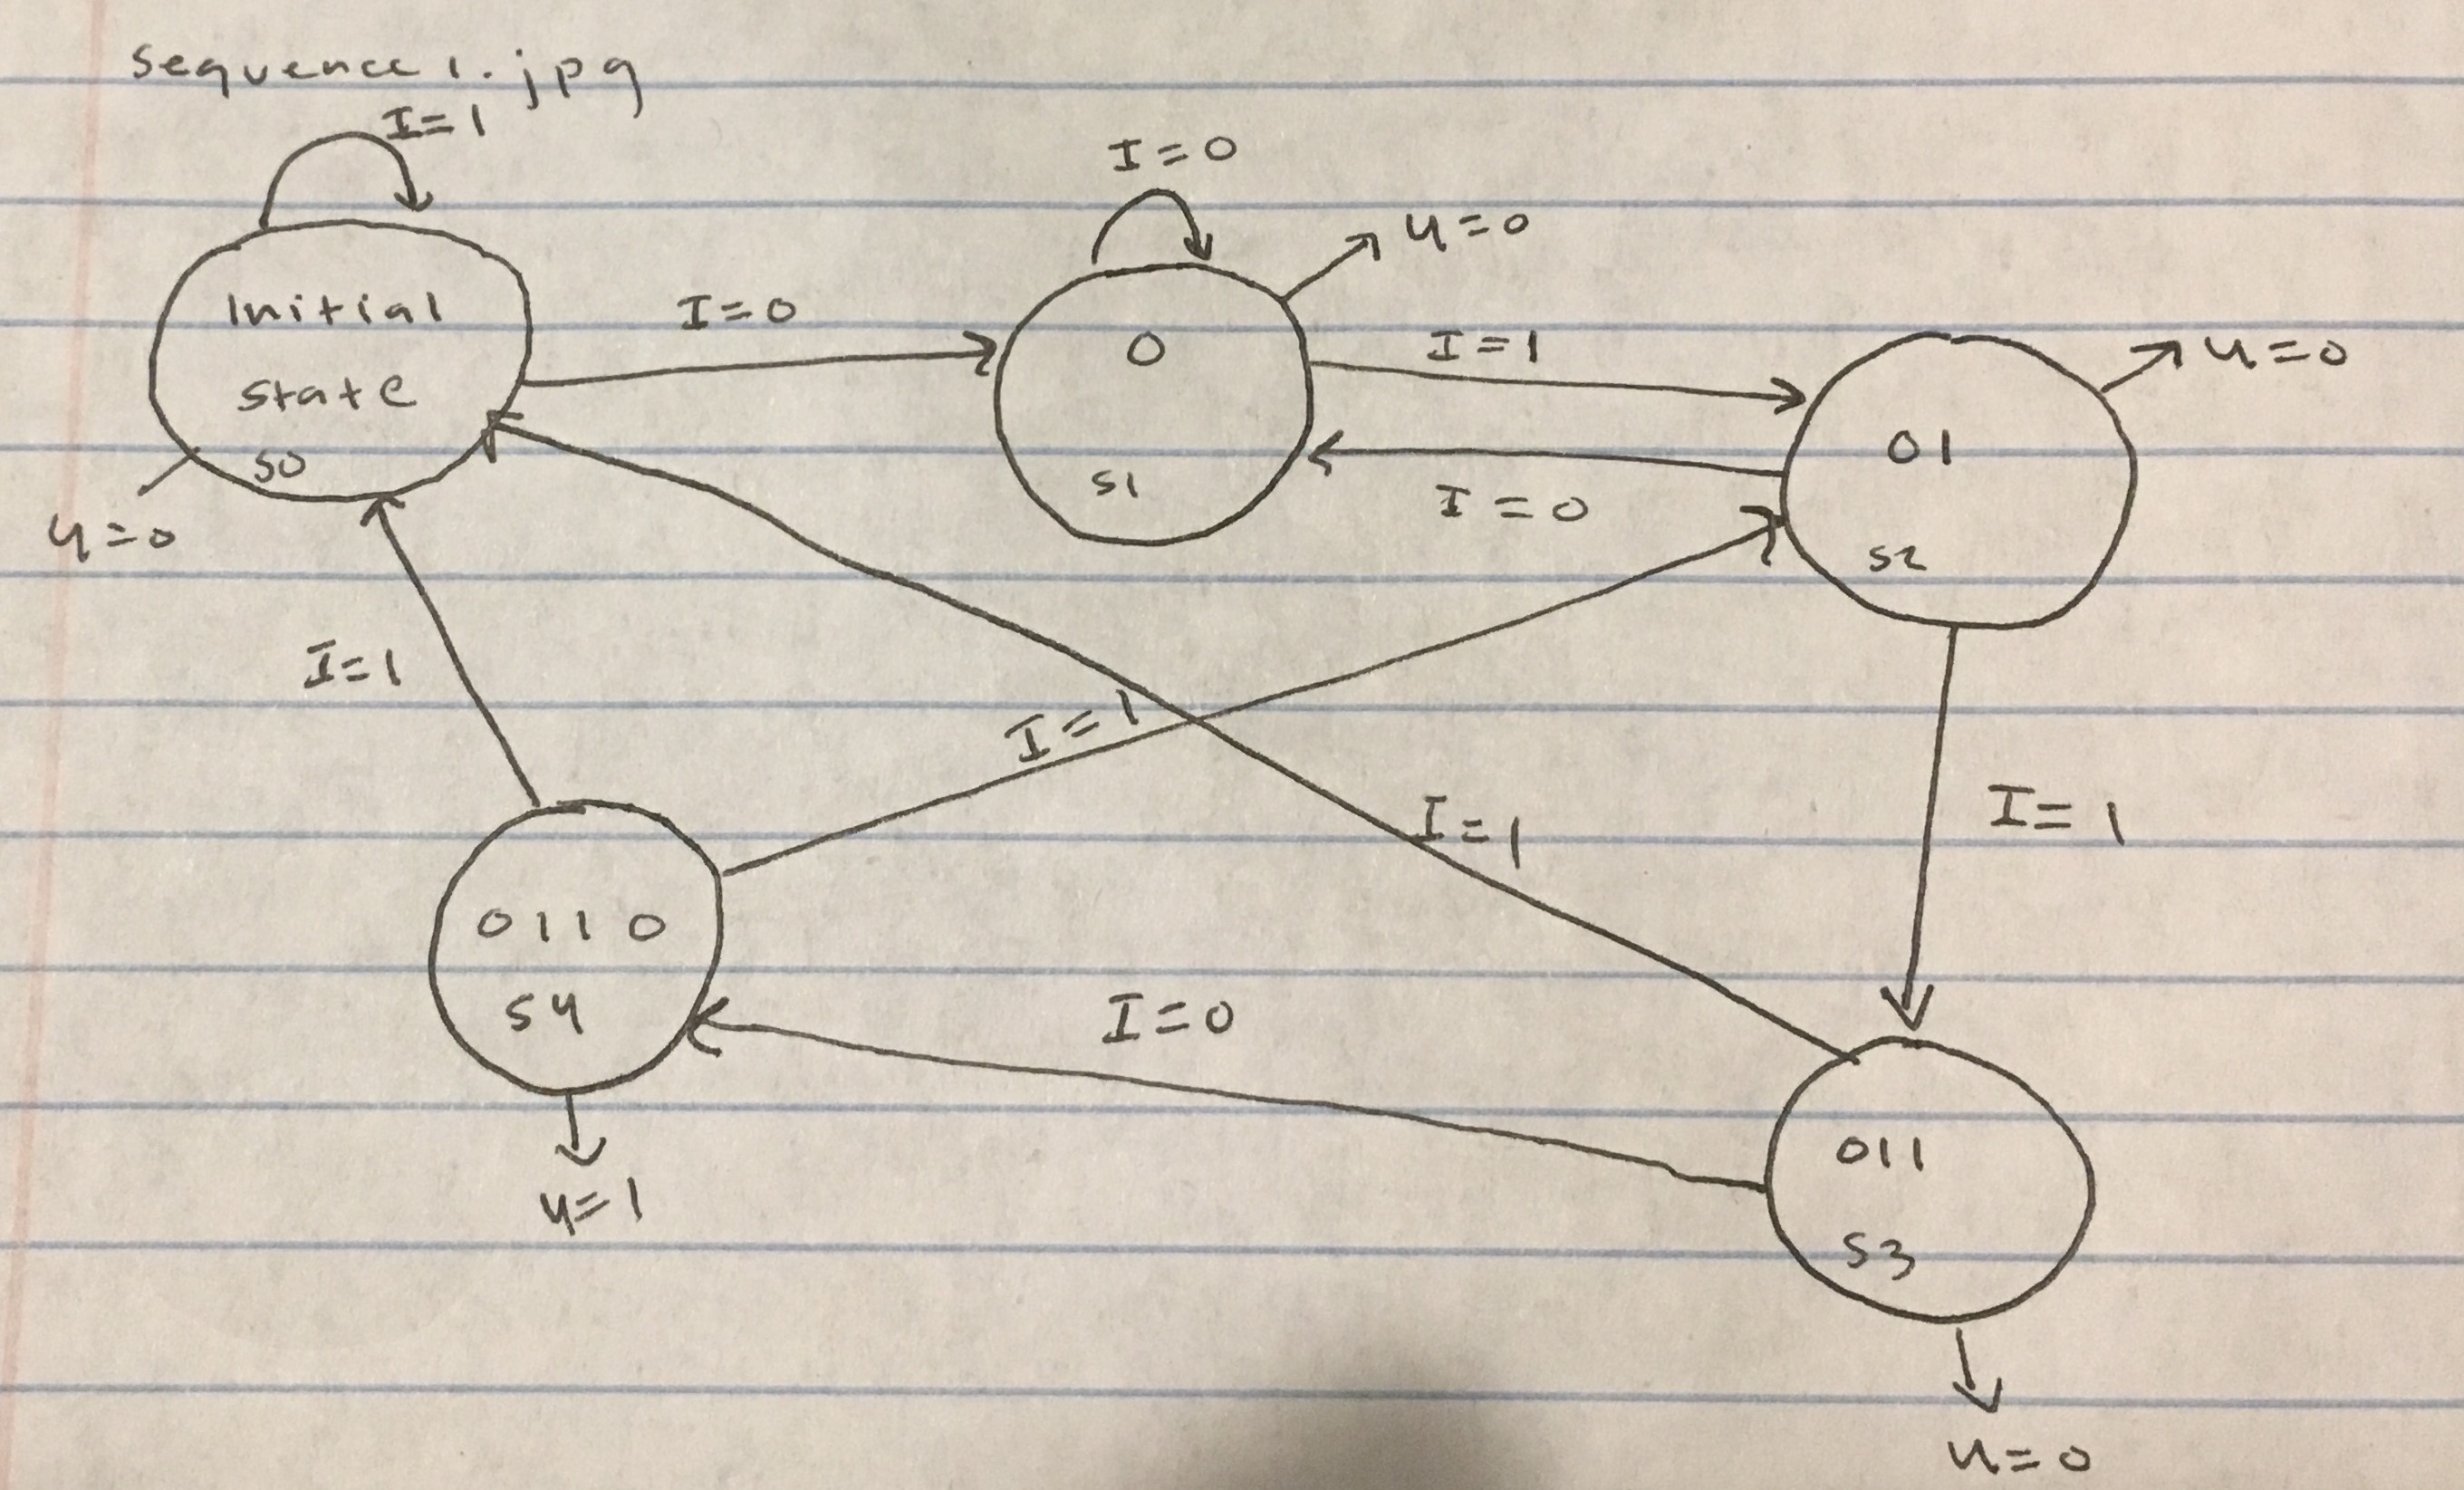 sequence1.jpg
I=1
I=0
u=0
Initial
state
s0
u=0
I=0
0
s1
I=1
I=0
u=0
01
s2
I=1
I=1
I=1
I=1
0110
s4
u=1
I=0
011
s3
u=0